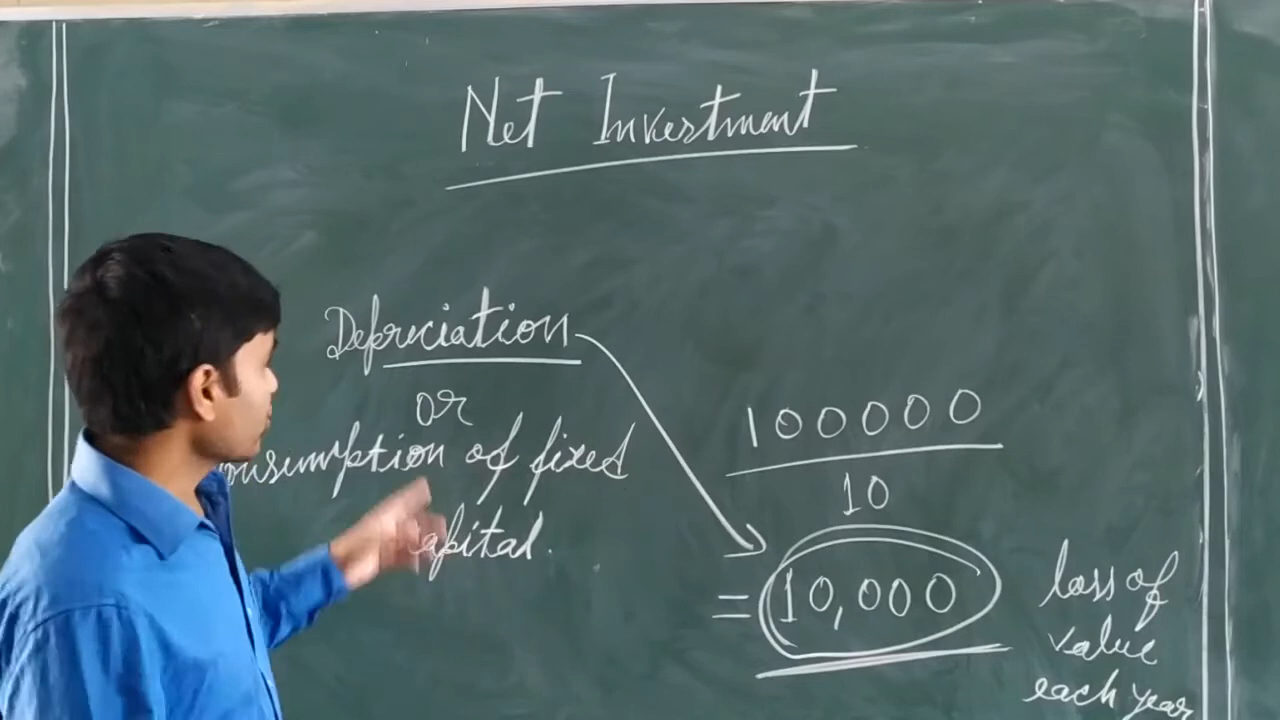 Net Investment
Depreciation
or
onsumption of fixed
apital.
100000
10
= 10,000
loss of
value
each year